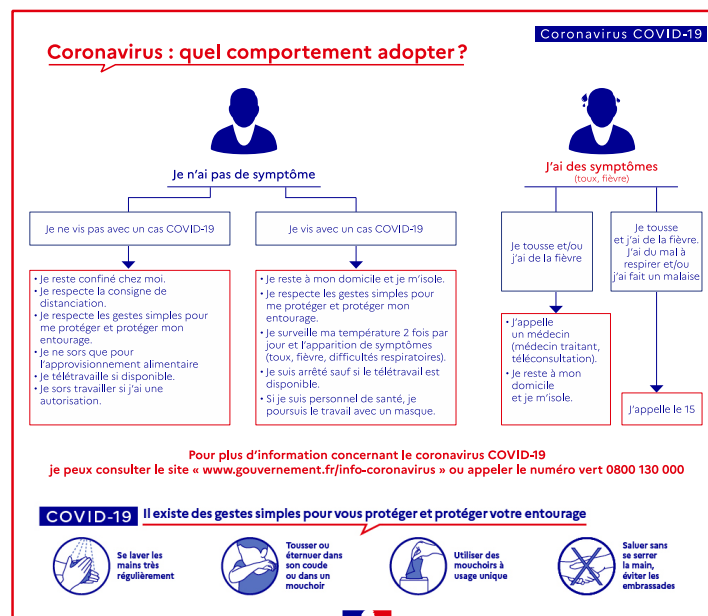 Coronavirus COVID-19
Coronavirus : quel comportement adopter ?
Je n'ai pas de symptôme
J'ai des symptômes
(toux, fièvre)
Je ne vis pas avec un cas COVID-19
Je vis avec un cas COVID-19
Je tousse et/ou
j'ai de la fièvre
Je tousse
et j'ai de la fièvre.
J'ai du mal à
respirer et/ou
j'ai fait un malaise
• Je reste confiné chez moi.
• Je respecte la consigne de
distanciation.
• Je respecte les gestes simples pour
me protéger et protéger mon
entourage.
• Je ne sors que pour
l'approvisionnement alimentaire
• Je télétravaille si disponible.
• Je sors travailler si j'ai une
autorisation.
• Je reste à mon domicile et je m'isole.
• Je respecte les gestes simples pour
me protéger et protéger mon
entourage.
• Je surveille ma température 2 fois par
jour et l'apparition de symptômes
(toux, fièvre, difficultés respiratoires).
• Je suis arrêté sauf si le télétravail est
disponible.
• Si je suis personnel de santé, je
poursuis le travail avec un masque.
• J'appelle
un médecin
(médecin traitant,
téléconsultation).
• Je reste à mon
domicile
et je m'isole.
J'appelle le 15
Pour plus d'information concernant le coronavirus COVID-19
je peux consulter le site « www.gouvernement.fr/info-coronavirus » ou appeler le numéro vert 0800 130 000
COVID-19
Il existe des gestes simples pour vous protéger et protéger votre entourage
Se laver les
mains très
régulièrement
Tousser ou
éternuer dans
son coude
ou dans un
mouchoir
Utiliser des
mouchoirs à
usage unique
Saluer sans
se serrer
la main,
éviter les
embrassades